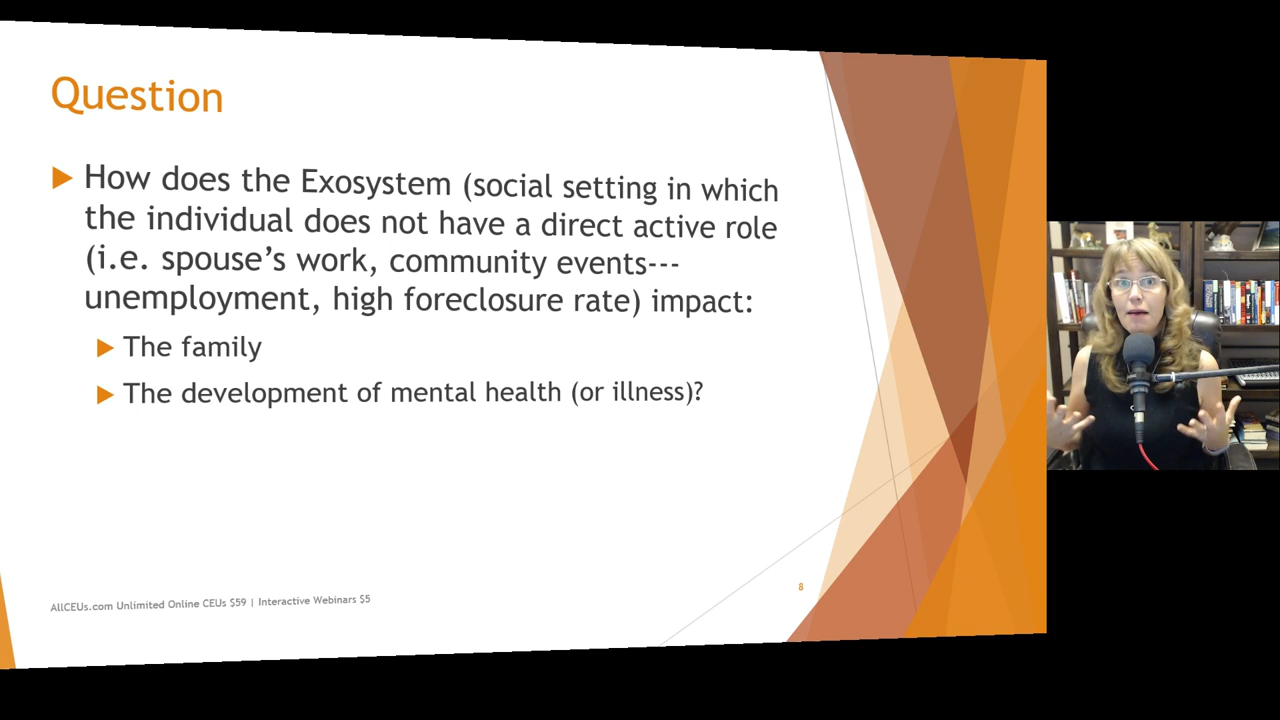 Question
How does the Exosystem (social setting in which
the individual does not have a direct active role
(i.e. spouse’s work, community events---
unemployment, high foreclosure rate) impact:
The family
The development of mental health (or illness)?
AllCEUs.com Unlimited Online CEUs $59 | Interactive Webinars $5
8